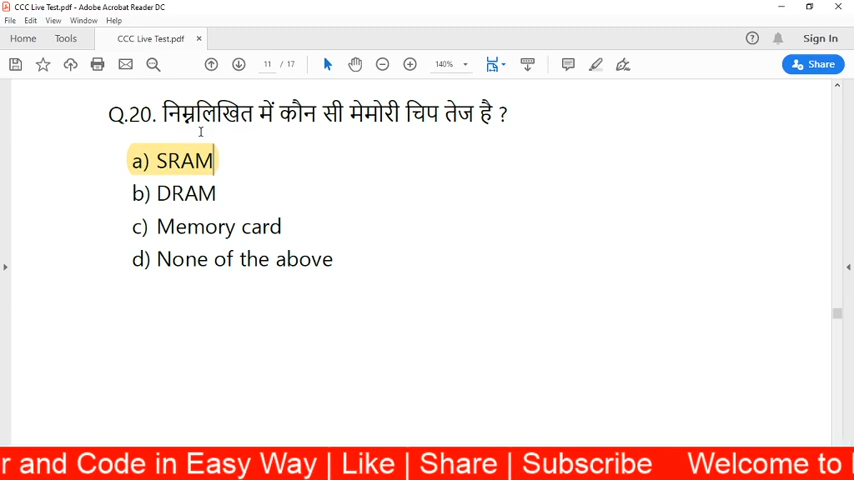 CCC Live Test.pdf - Adobe Acrobat Reader DC
File Edit View Window Help
Home Tools CCC Live Test.pdf × Sign In
11 / 17 140% Share
Q.20. निम्नलिखित में कौन सी मेमोरी चिप तेज है ?
a) SRAM
b) DRAM
c) Memory card
d) None of the above
r and Code in Easy Way | Like | Share | Subscribe Welcome to